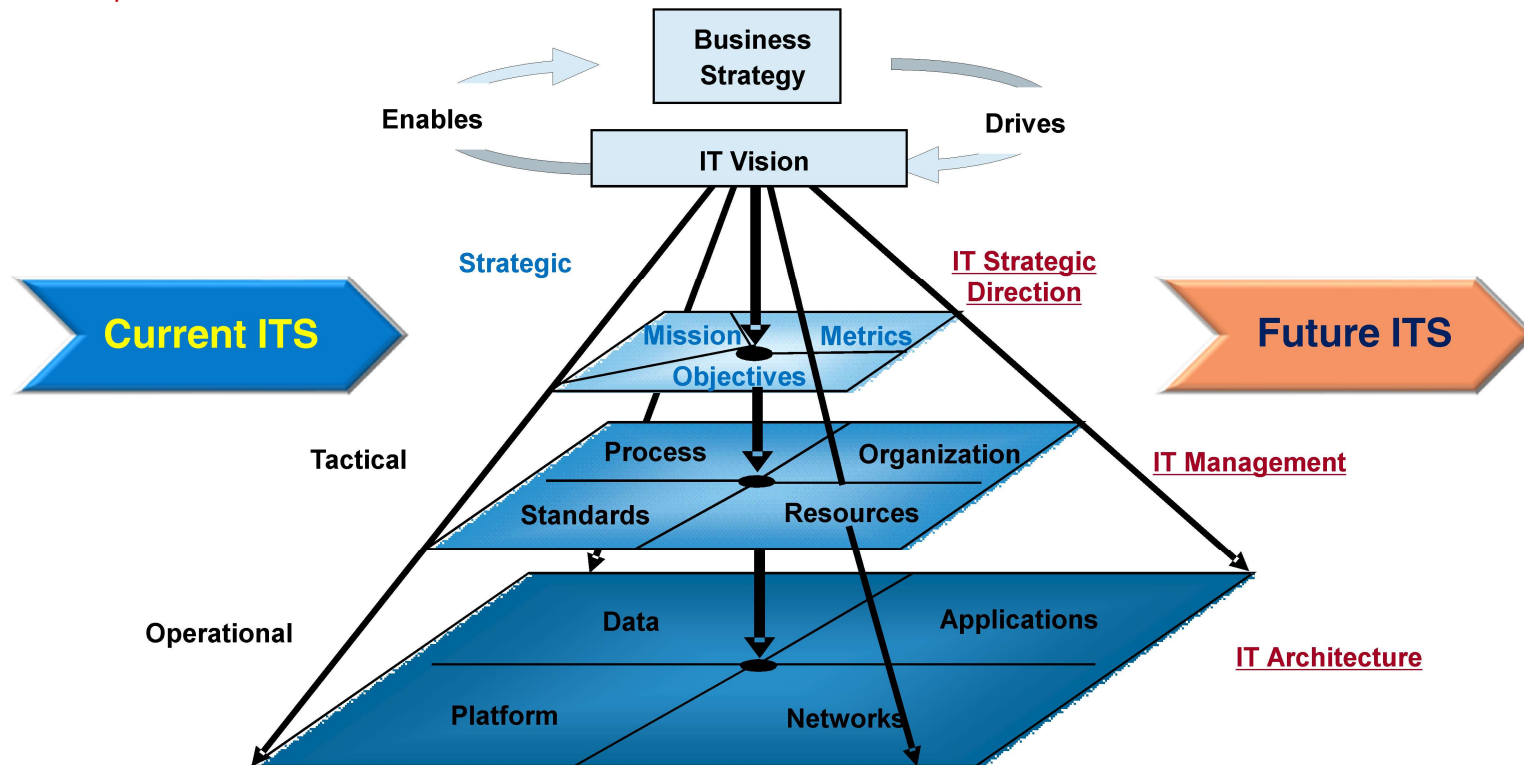 Business
Strategy
Enables
Drives
IT Vision
Strategic
IT Strategic
Direction
Current ITS
Future ITS
Mission
Metrics
Objectives
Tactical
Process
Organization
IT Management
Standards
Resources
Operational
Data
Applications
IT Architecture
Platform
Networks